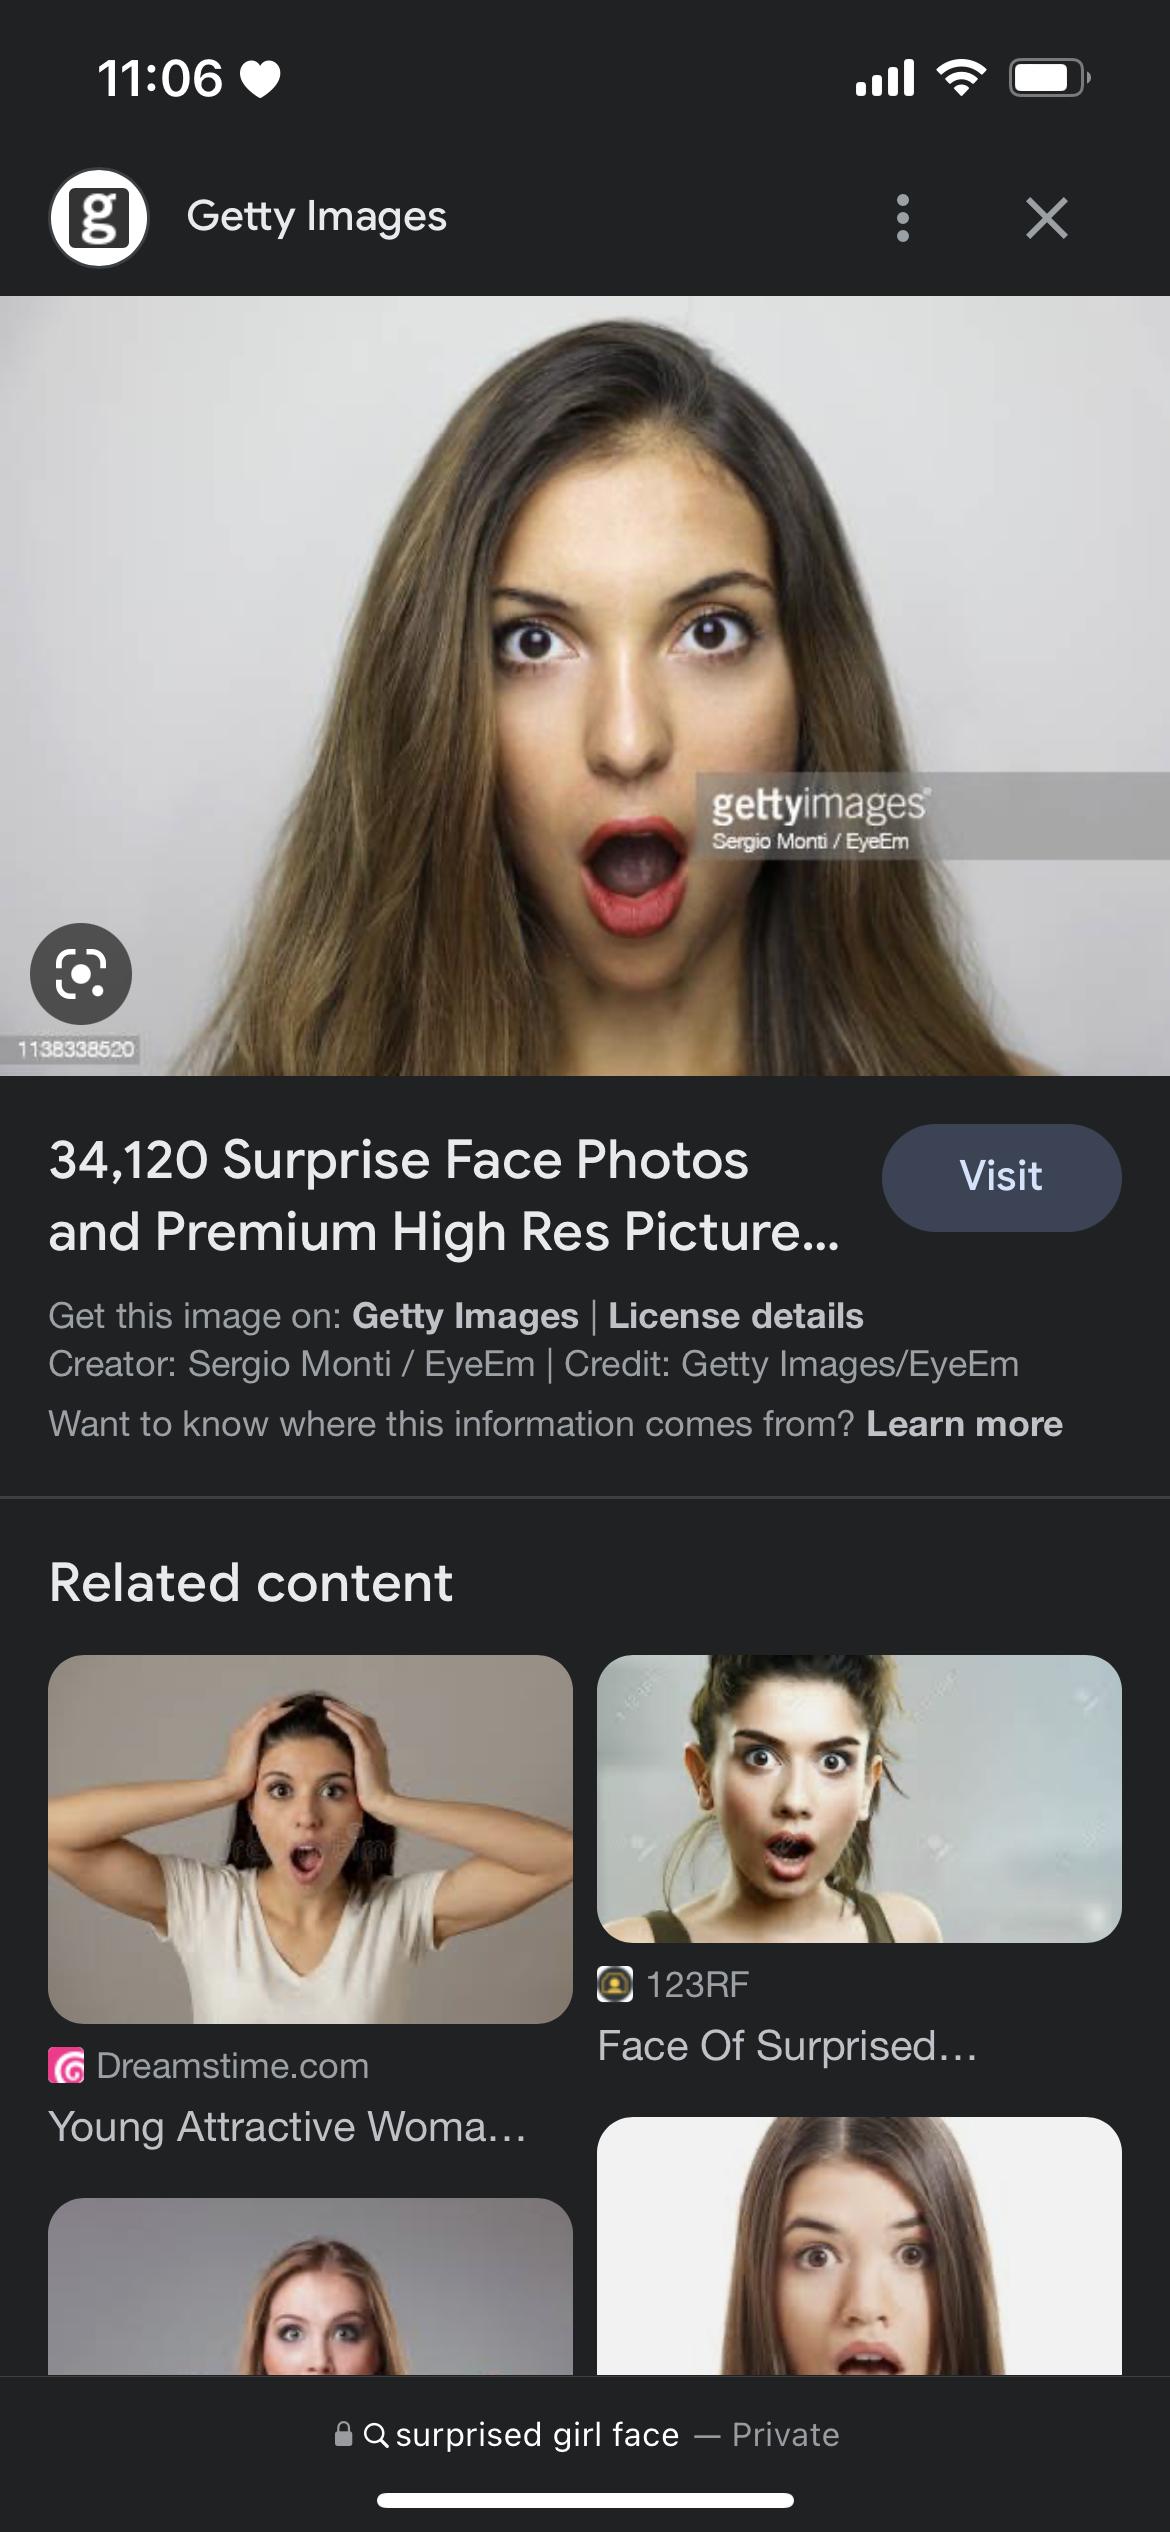 11:06
g
Getty Images
gettyimages®
Sergio Monti / EyeEm
1138338520
34,120 Surprise Face Photos
and Premium High Res Picture...
Visit
Get this image on: Getty Images | License details
Creator: Sergio Monti / EyeEm | Credit: Getty Images/EyeEm
Want to know where this information comes from? Learn more
Related content
Dreamstime.com
Young Attractive Woma...
123RF
Face Of Surprised...
surprised girl face — Private